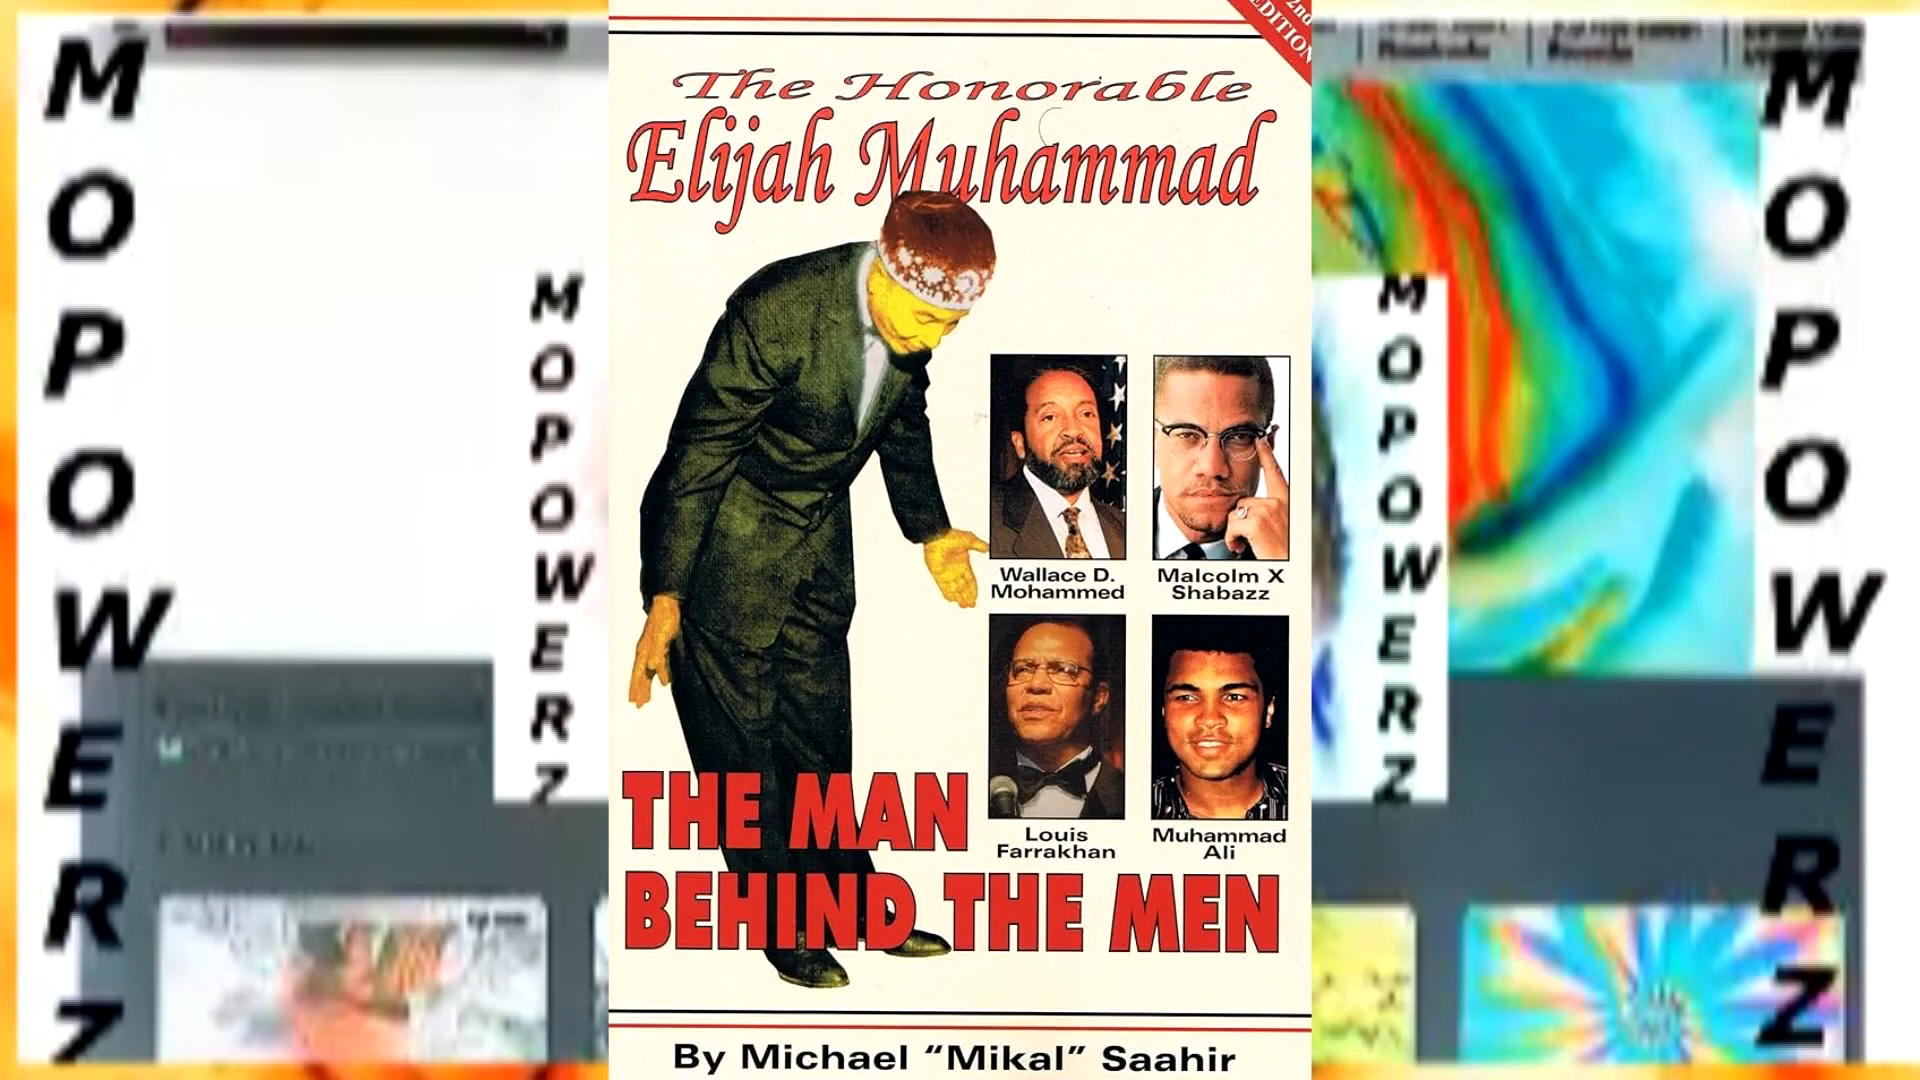 MOPOWERZ
MOPOWERZ
2nd
EDITION
The Honorable
Elijah Muhammad
Wallace D.
Mohammed
Malcolm X
Shabazz
Louis
Farrakhan
Muhammad
Ali
THE MAN
BEHIND THE MEN
By Michael “Mikal” Saahir
MOPOWERZ
MOPOWERZ